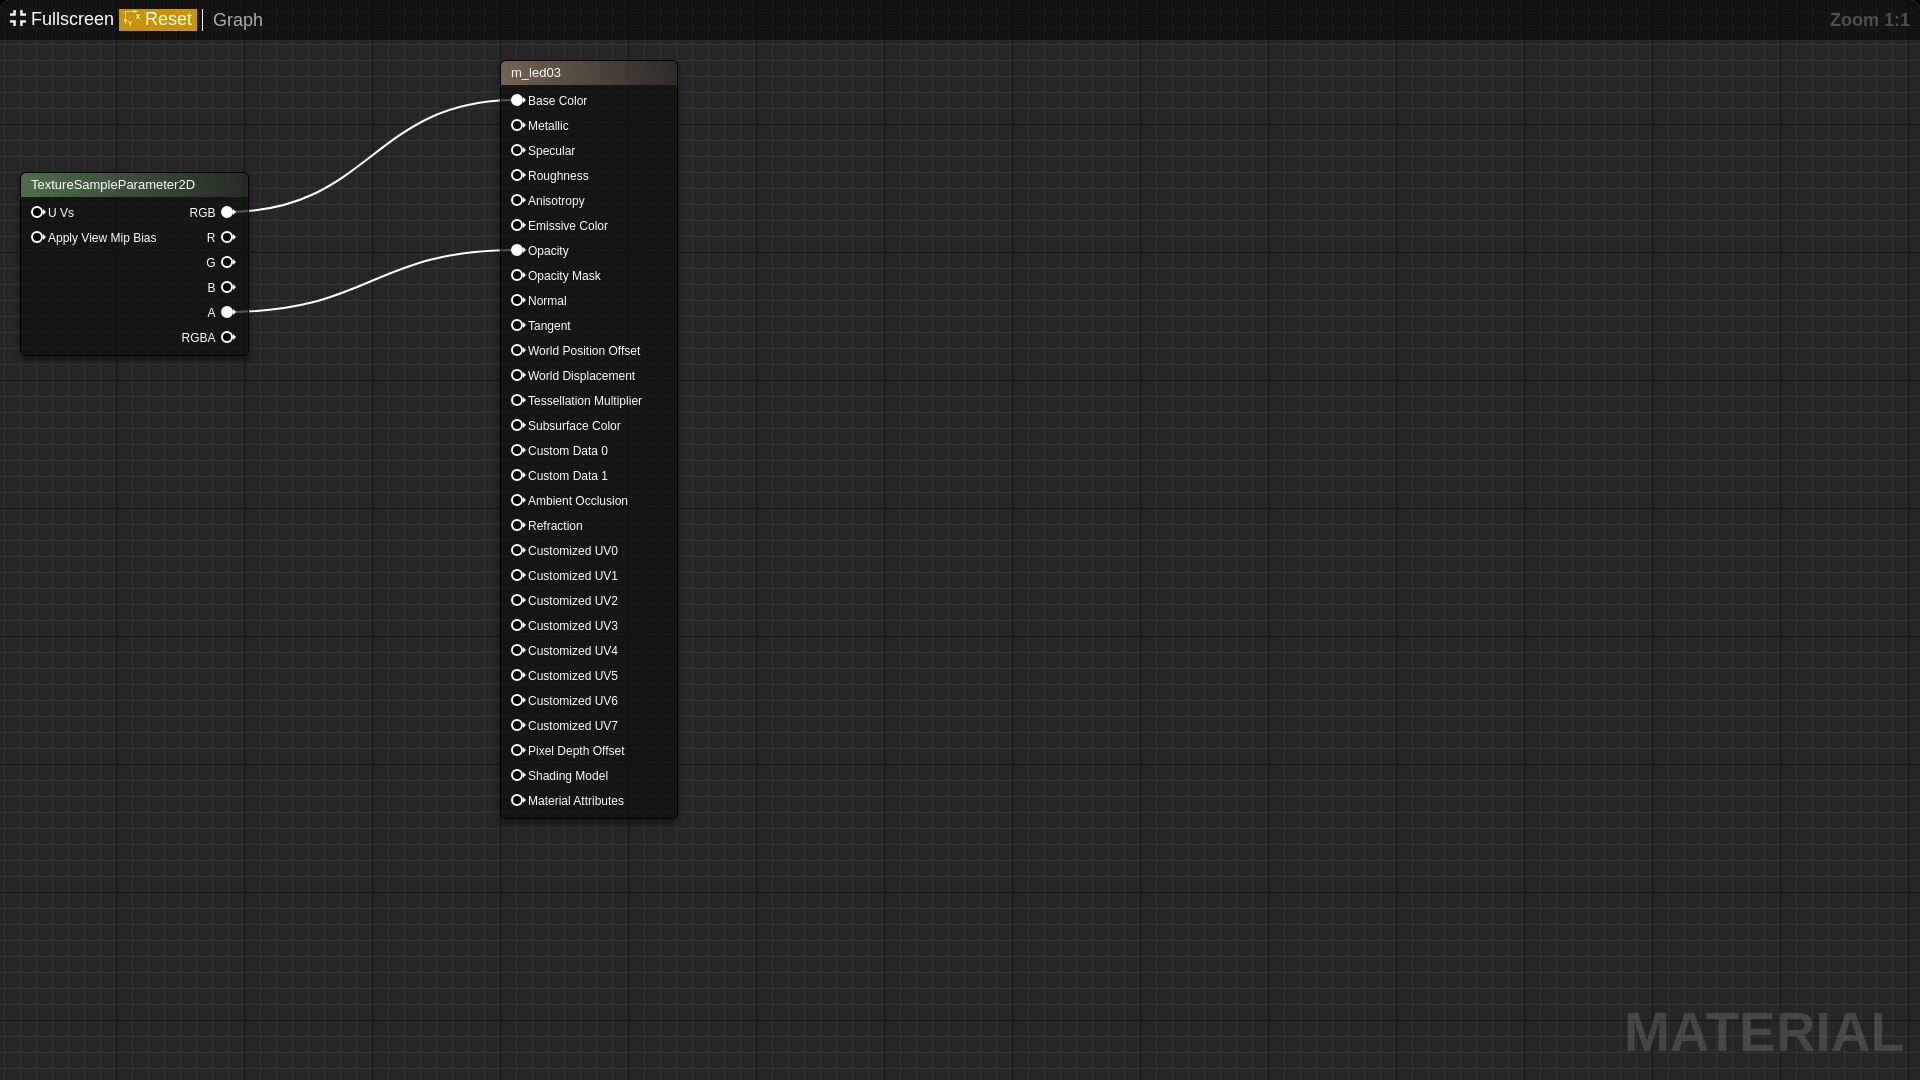 Fullscreen Reset Graph Zoom 1:1
m_led03
Base Color
Metallic
Specular
Roughness
Anisotropy
Emissive Color
Opacity
Opacity Mask
Normal
Tangent
World Position Offset
World Displacement
Tessellation Multiplier
Subsurface Color
Custom Data 0
Custom Data 1
Ambient Occlusion
Refraction
Customized UV0
Customized UV1
Customized UV2
Customized UV3
Customized UV4
Customized UV5
Customized UV6
Customized UV7
Pixel Depth Offset
Shading Model
Material Attributes
TextureSampleParameter2D
U Vs RGB
Apply View Mip Bias R
G
B
A
RGBA
MATERIAL